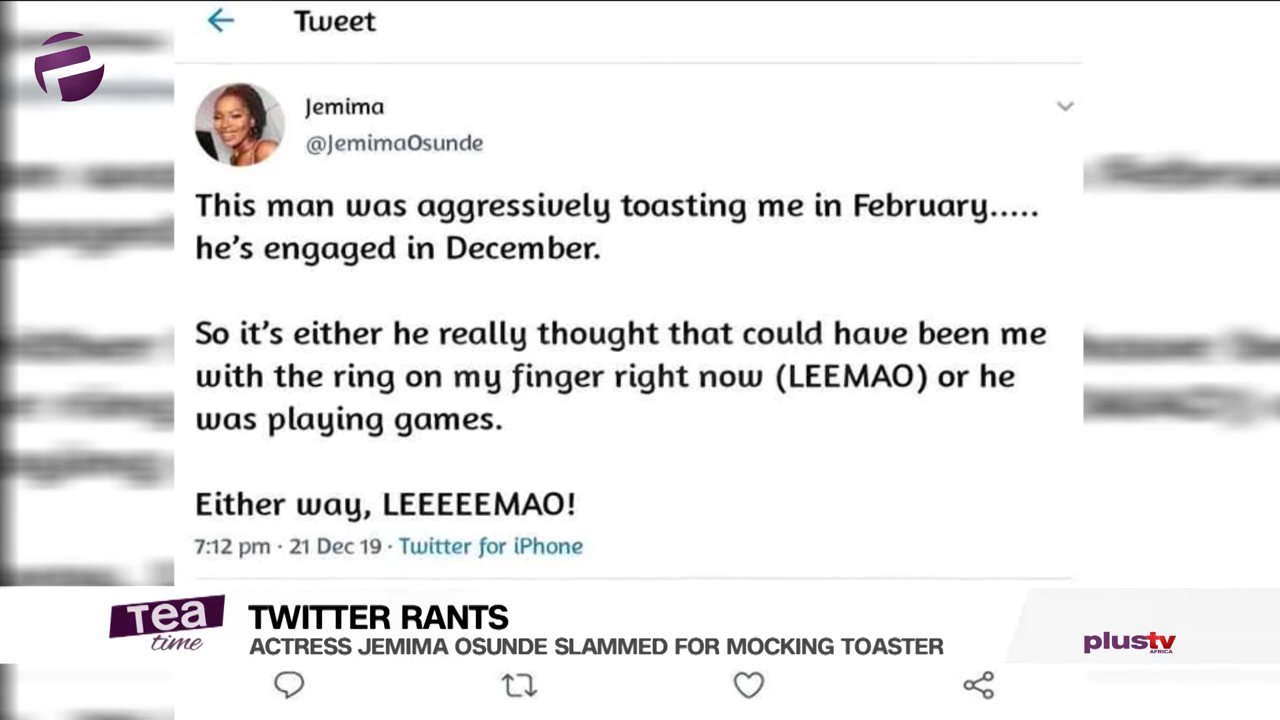 Tweet
Jemima
@JemimaOsunde
This man was aggressively toasting me in February.....
he's engaged in December.
So it's either he really thought that could have been me
with the ring on my finger right now (LEEMAO) or he
was playing games.
Either way, LEEEEEMAO!
7:12 pm · 21 Dec 19 · Twitter for iPhone
Tea
time
TWITTER RANTS
ACTRESS JEMIMA OSUNDE SLAMMED FOR MOCKING TOASTER
plustv
AFRICA